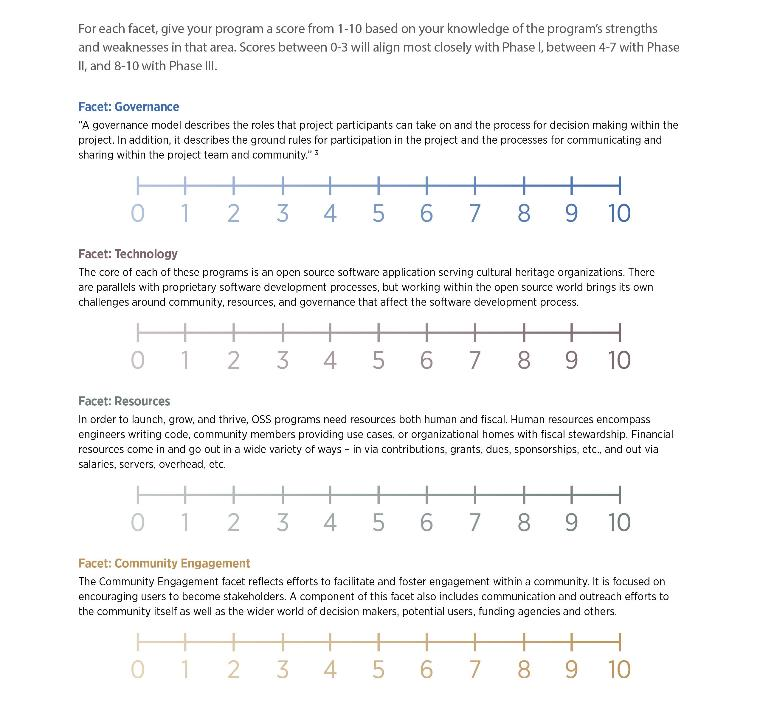 For each facet, give your program a score from 1-10 based on your knowledge of the program's strengths
and weaknesses in that area. Scores between 0-3 will align most closely with Phase I, between 4-7 with Phase
II, and 8-10 with Phase III.
Facet: Governance
"A governance model describes the roles that project participants can take on and the process for decision making within the
project. In addition, it describes the ground rules for participation in the project and the processes for communicating and
sharing within the project team and community." 3
0 1 2 3 4 5 6 7 8 9 10
Facet: Technology
The core of each of these programs is an open source software application serving cultural heritage organizations. There
are parallels with proprietary software development processes, but working within the open source world brings its own
challenges around community, resources, and governance that affect the software development process.
0 1 2 3 4 5 6 7 8 9 10
Facet: Resources
In order to launch, grow, and thrive, OSS programs need resources both human and fiscal. Human resources encompass
engineers writing code, community members providing use cases, or organizational homes with fiscal stewardship. Financial
resources come in and go out in a wide variety of ways – in via contributions, grants, dues, sponsorships, etc., and out via
salaries, servers, overhead, etc.
0 1 2 3 4 5 6 7 8 9 10
Facet: Community Engagement
The Community Engagement facet reflects efforts to facilitate and foster engagement within a community. It is focused on
encouraging users to become stakeholders. A component of this facet also includes communication and outreach efforts to
the community itself as well as the wider world of decision makers, potential users, funding agencies and others.
0 1 2 3 4 5 6 7 8 9 10